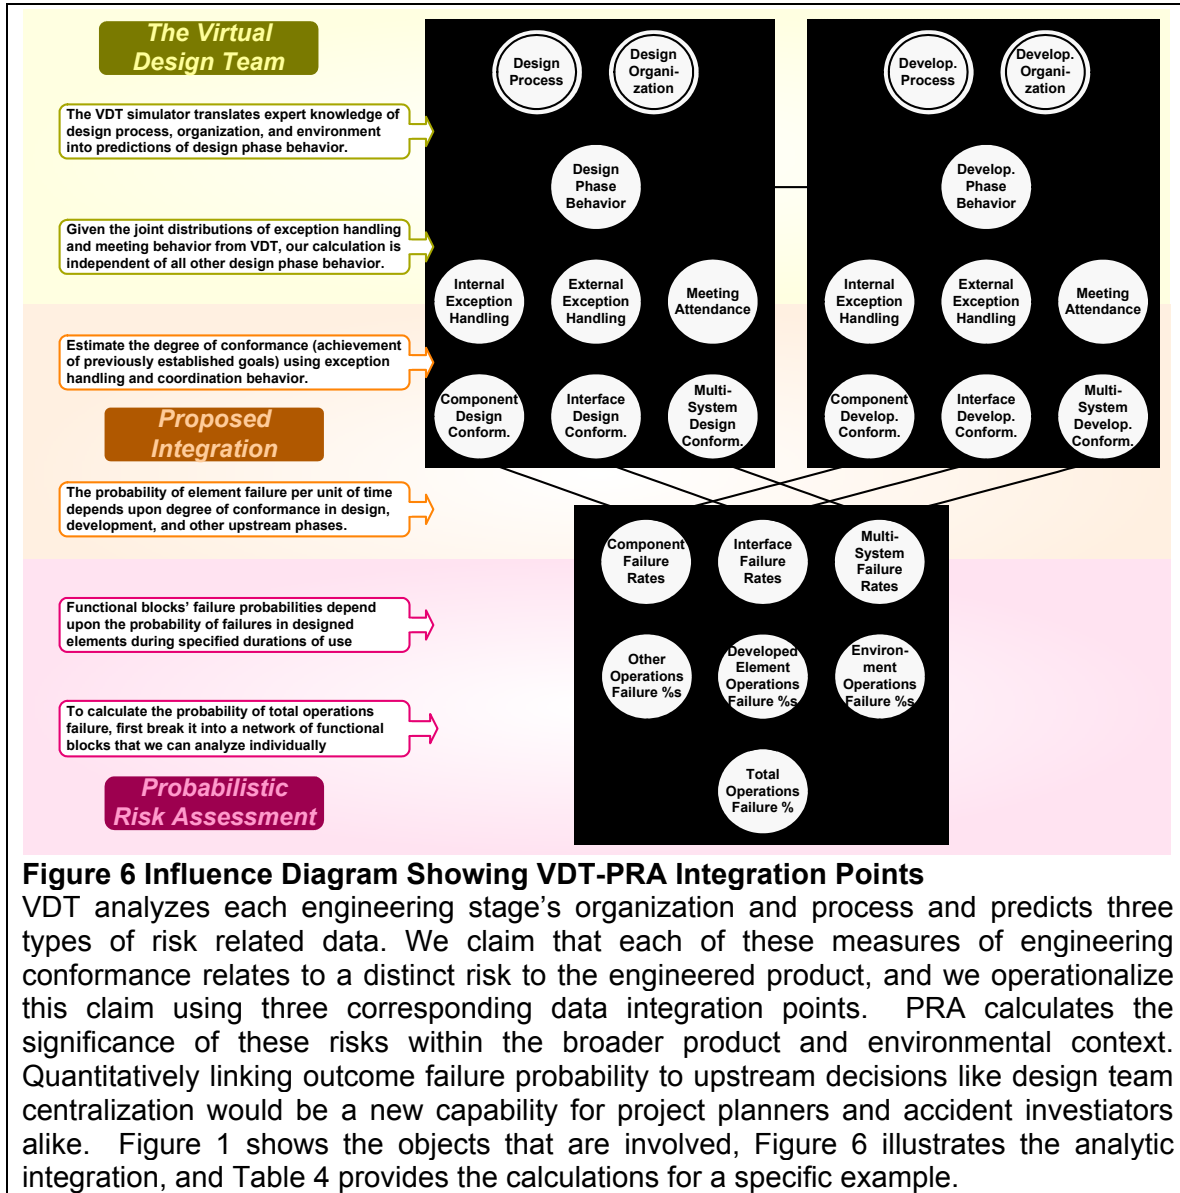 The Virtual
Design Team
The VDT simulator translates expert knowledge of
design process, organization, and environment
into predictions of design phase behavior.
Given the joint distributions of exception handling
and meeting behavior from VDT, our calculation is
independent of all other design phase behavior.
Estimate the degree of conformance (achievement
of previously established goals) using exception
handling and coordination behavior.
Proposed
Integration
The probability of element failure per unit of time
depends upon degree of conformance in design,
development, and other upstream phases.
Functional blocks’ failure probabilities depend
upon the probability of failures in designed
elements during specified durations of use
To calculate the probability of total operations
failure, first break it into a network of functional
blocks that we can analyze individually
Probabilistic
Risk Assessment
Design
Process
Design
Organi-
zation
Design
Phase
Behavior
Internal
Exception
Handling
External
Exception
Handling
Meeting
Attendance
Component
Design
Conform.
Interface
Design
Conform.
Multi-
System
Design
Conform.
Develop.
Process
Develop.
Organi-
zation
Develop.
Phase
Behavior
Internal
Exception
Handling
External
Exception
Handling
Meeting
Attendance
Component
Develop.
Conform.
Interface
Develop.
Conform.
Multi-
System
Develop.
Conform.
Component
Failure
Rates
Interface
Failure
Rates
Multi-
System
Failure
Rates
Other
Operations
Failure %s
Developed
Element
Operations
Failure %s
Environ-
ment
Operations
Failure %s
Total
Operations
Failure %
Figure 6 Influence Diagram Showing VDT-PRA Integration Points
VDT analyzes each engineering stage’s organization and process and predicts three
types of risk related data. We claim that each of these measures of engineering
conformance relates to a distinct risk to the engineered product, and we operationalize
this claim using three corresponding data integration points. PRA calculates the
significance of these risks within the broader product and environmental context.
Quantitatively linking outcome failure probability to upstream decisions like design team
centralization would be a new capability for project planners and accident investiators
alike. Figure 1 shows the objects that are involved, Figure 6 illustrates the analytic
integration, and Table 4 provides the calculations for a specific example.